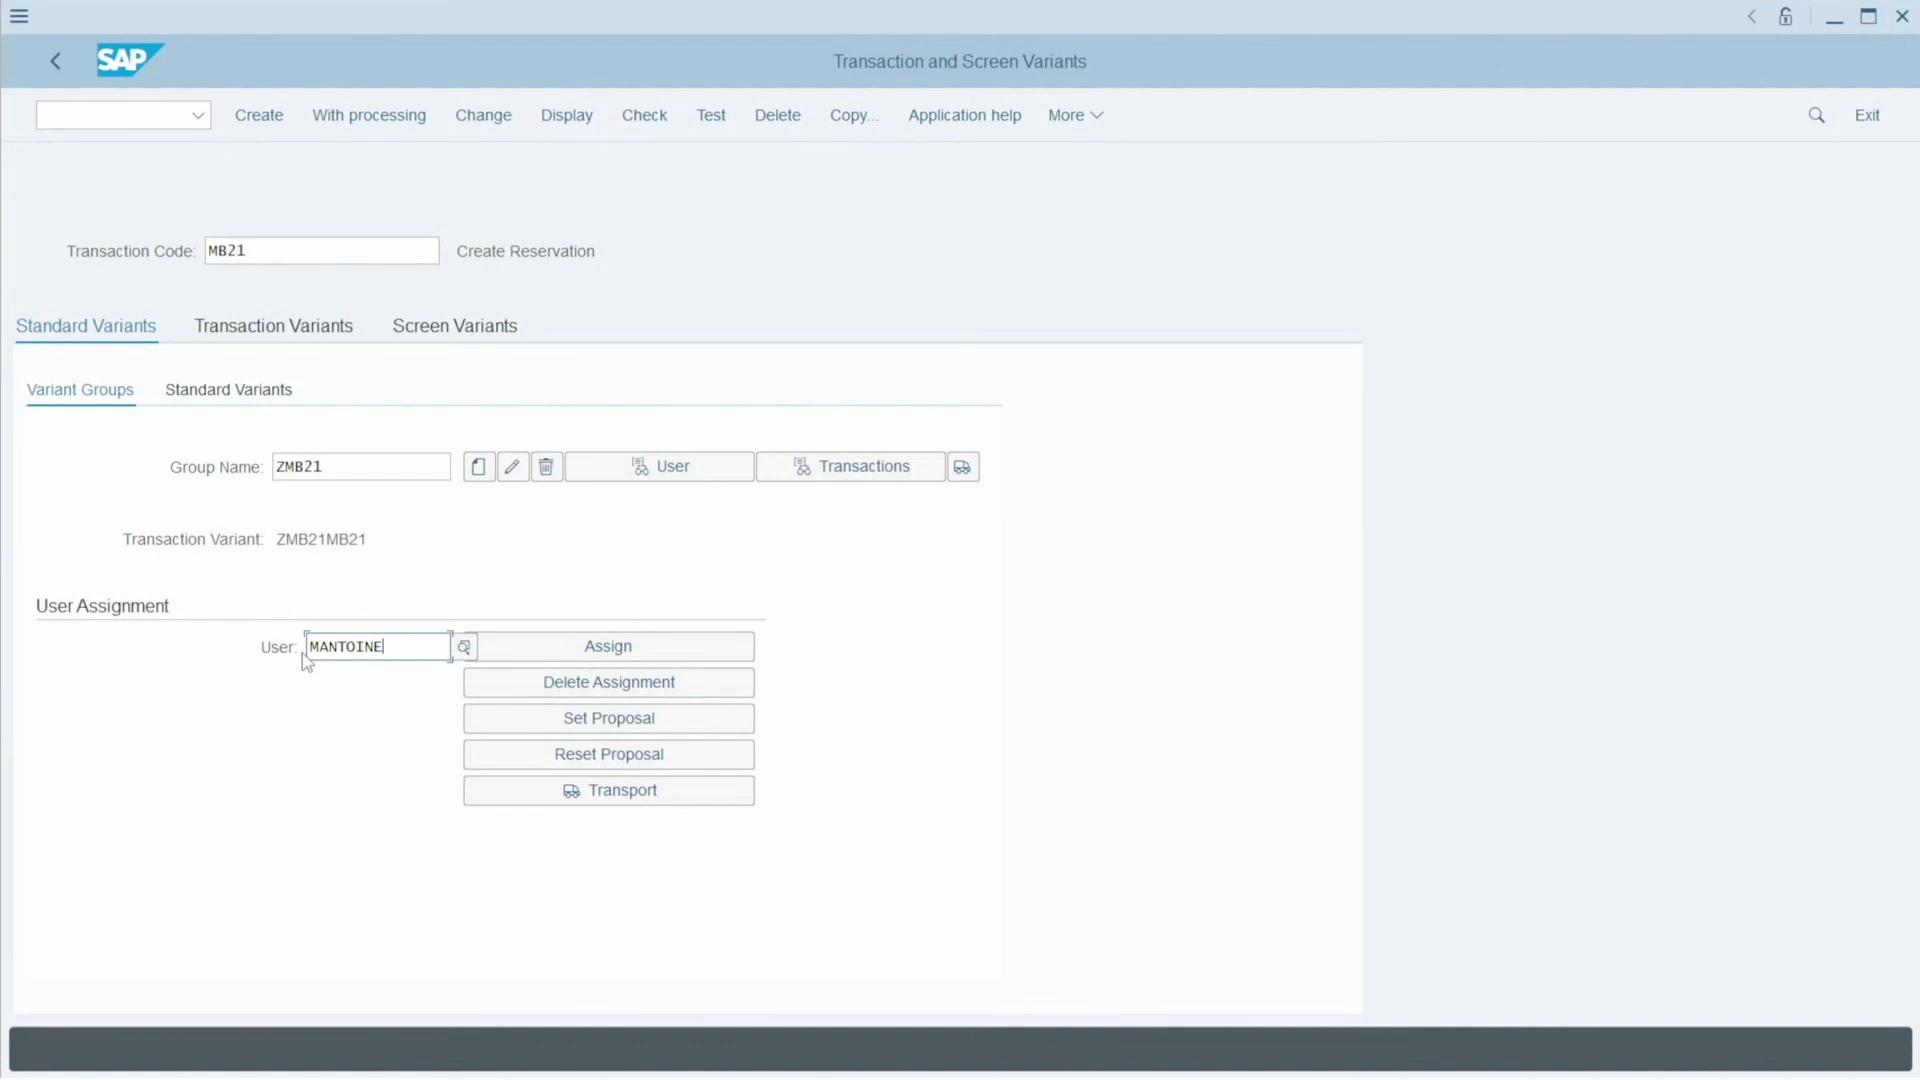 SAP
Transaction and Screen Variants
Create With processing Change Display Check Test Delete Copy... Application help More Exit
Transaction Code: MB21 Create Reservation
Standard Variants Transaction Variants Screen Variants
Variant Groups Standard Variants
Group Name: ZMB21 User Transactions
Transaction Variant: ZMB21MB21
User Assignment
User: MANTOINE Assign
Delete Assignment
Set Proposal
Reset Proposal
Transport